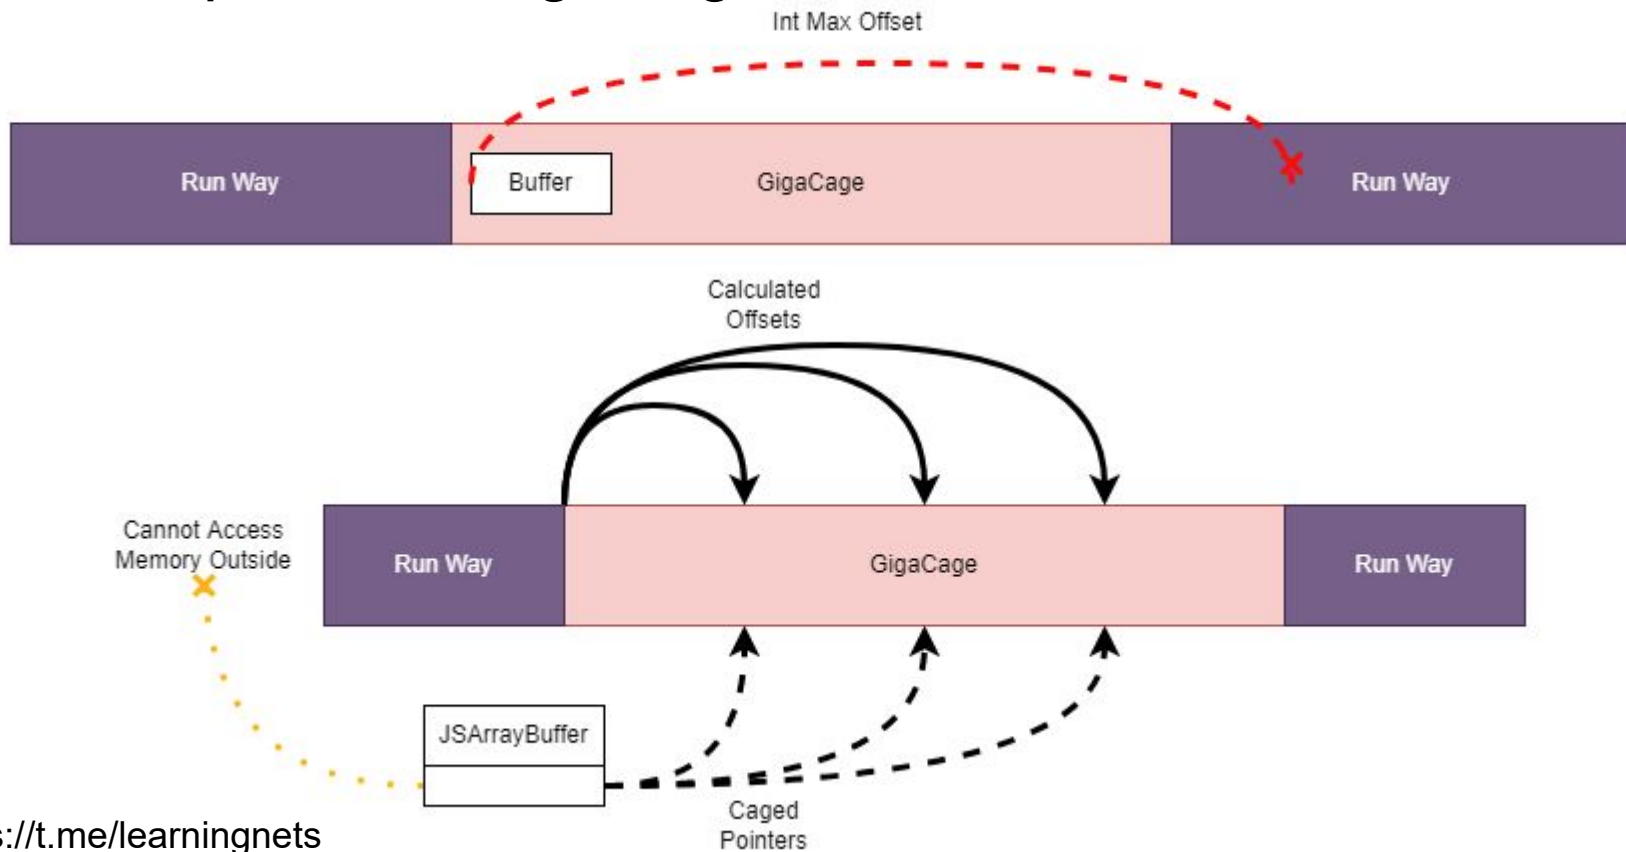 Int Max Offset
Run Way
Buffer
GigaCage
Run Way
Calculated
Offsets
Cannot Access
Memory Outside
Run Way
GigaCage
Run Way
JSArrayBuffer
Caged
Pointers
s://t.me/learningnets